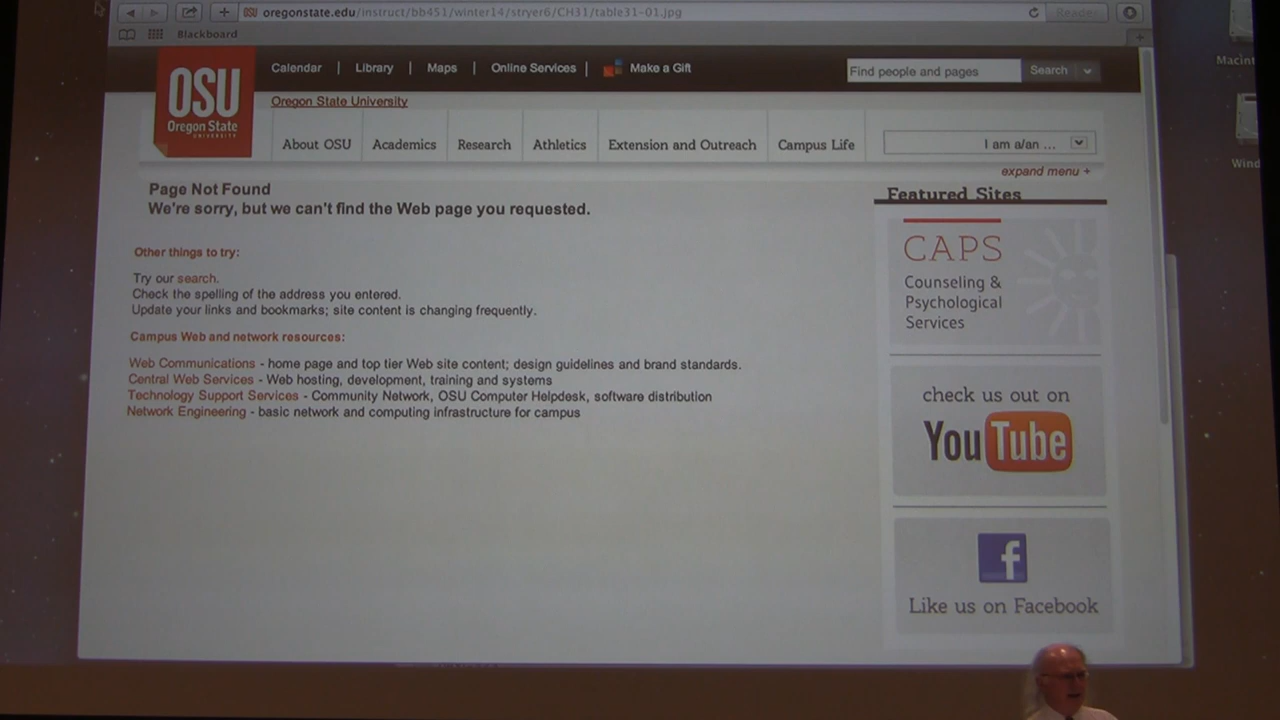 oregonstate.edu/instruct/bb451/winter14/stryer6/CH31/table31-01.jpg
Reader
Blackboard
Macint
Wind
OSU
Oregon State
UNIVERSITY
Calendar | Library | Maps | Online Services | Make a Gift
Find people and pages
Search
Oregon State University
About OSU
Academics
Research
Athletics
Extension and Outreach
Campus Life
I am a/an ...
expand menu +
Page Not Found
We're sorry, but we can't find the Web page you requested.
Other things to try:
Try our search.
Check the spelling of the address you entered.
Update your links and bookmarks; site content is changing frequently.
Campus Web and network resources:
Web Communications - home page and top tier Web site content; design guidelines and brand standards.
Central Web Services - Web hosting, development, training and systems
Technology Support Services - Community Network, OSU Computer Helpdesk, software distribution
Network Engineering - basic network and computing infrastructure for campus
Featured Sites
CAPS
Counseling &
Psychological
Services
check us out on
YouTube
f
Like us on Facebook